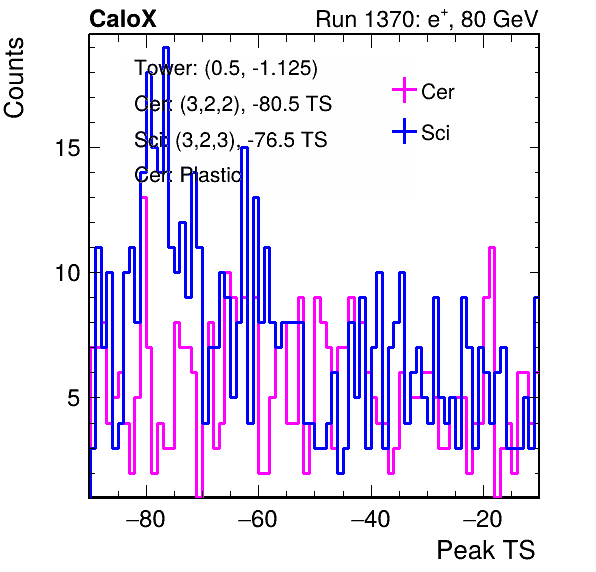 CaloX Run 1370: e⁺, 80 GeV
Counts
Tower: (0.5, -1.125)
Cer: (3,2,2), -80.5 TS
Sci: (3,2,3), -76.5 TS
Cer: Plastic
Cer
Sci
15
10
5
−80 −60 −40 −20
Peak TS